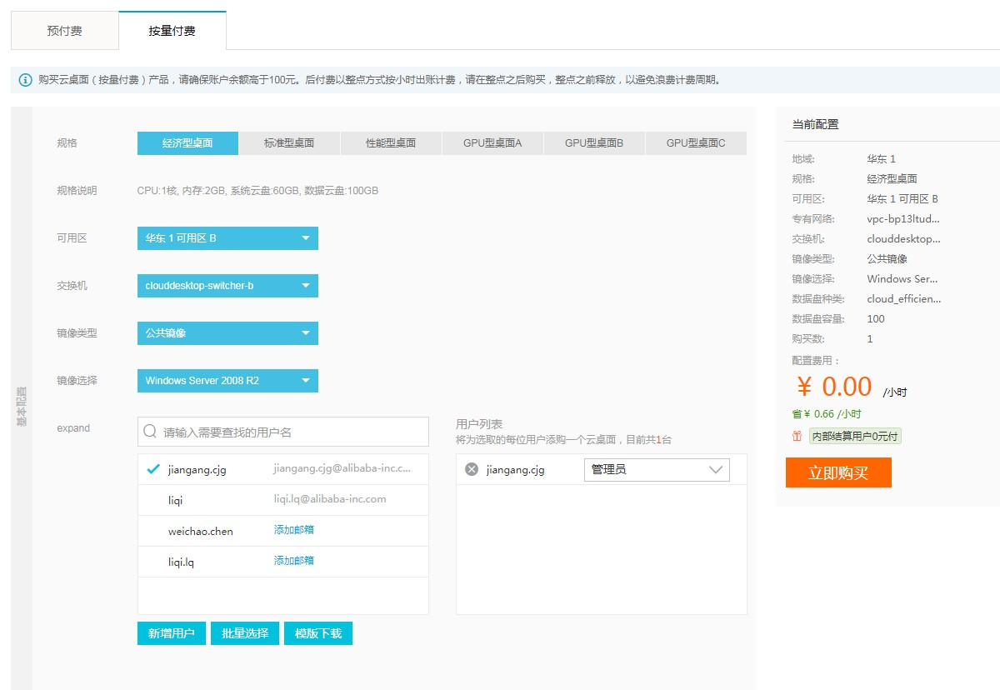 预付费
按量付费
购买云桌面（按量付费）产品，请确保账户余额高于100元。后付费以整点方式按小时出账计费，请在整点之后购买，整点之前释放，以避免浪费计费周期。
基本配置
规格
经济型桌面
标准型桌面
性能型桌面
GPU型桌面A
GPU型桌面B
GPU型桌面C
规格说明
CPU:1核, 内存:2GB, 系统云盘:60GB, 数据云盘:100GB
可用区
华东 1 可用区 B
交换机
clouddesktop-switcher-b
镜像类型
公共镜像
镜像选择
Windows Server 2008 R2
expand
请输入需要查找的用户名
jiangang.cjg jiangang.cjg@alibaba-inc.c...
liqi liqi.lq@alibaba-inc.com
weichao.chen 添加邮箱
liqi.lq 添加邮箱
新增用户
批量选择
模版下载
用户列表
将为选取的每位用户添购一个云桌面，目前共1台
jiangang.cjg 管理员
当前配置
地域: 华东 1
规格: 经济型桌面
可用区: 华东 1 可用区 B
专有网络: vpc-bp13ltud...
交换机: clouddesktop...
镜像类型: 公共镜像
镜像选择: Windows Ser...
数据盘种类: cloud_efficien...
数据盘容量: 100
购买数: 1
配置费用：
¥ 0.00 /小时
省¥ 0.66 /小时
内部结算用户0元付
立即购买